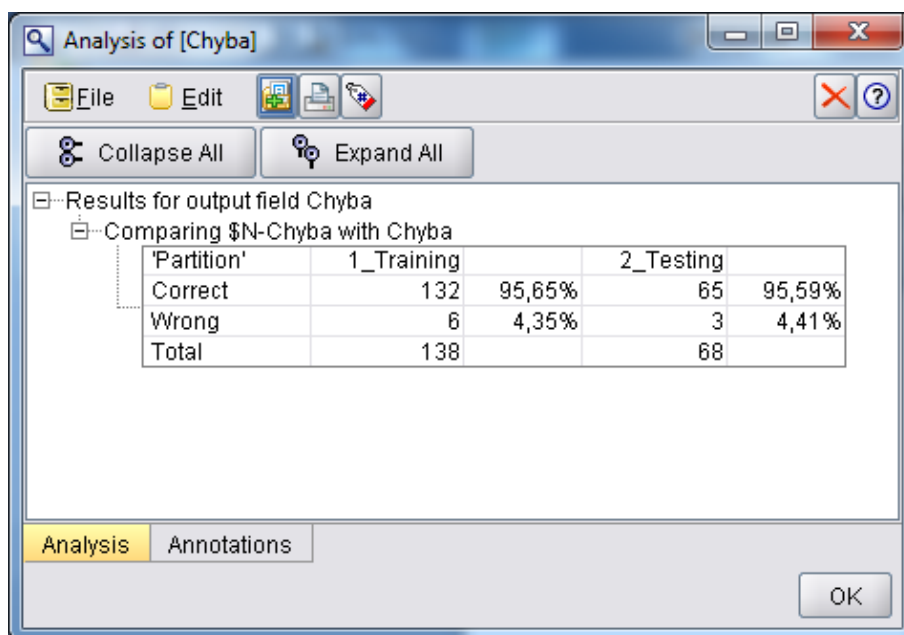 Analysis of [Chyba]
File Edit
Collapse All Expand All
Results for output field Chyba
Comparing $N-Chyba with Chyba
'Partition' 1_Training 2_Testing
Correct 132 95,65% 65 95,59%
Wrong 6 4,35% 3 4,41%
Total 138 68
Analysis Annotations
OK